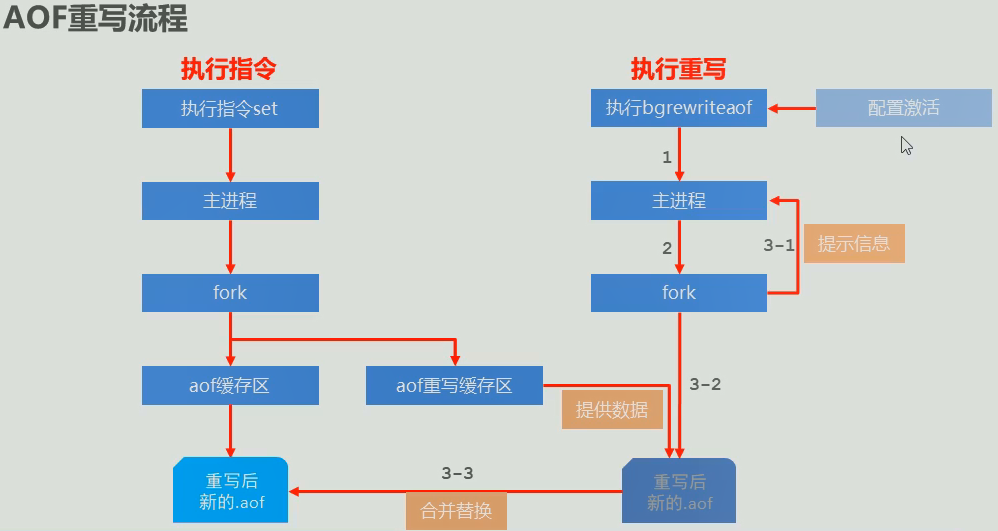 AOF重写流程
执行指令
执行重写
执行指令set
执行bgrewriteaof
配置激活
1
主进程
主进程
2
3-1
提示信息
fork
fork
aof缓存区
aof重写缓存区
3-2
提供数据
重写后
新的.aof
3-3
合并替换
重写后
新的.aof